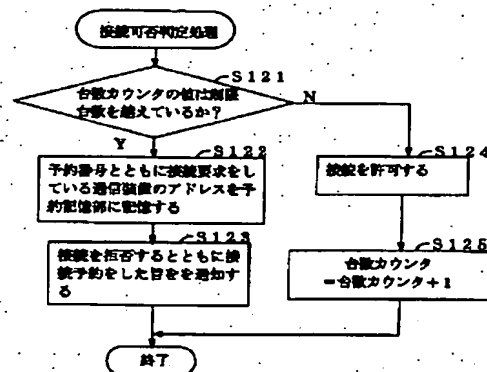 接続可否判定処理
S121
台数カウンタの値は制限
台数を越えているか？
N
Y
S122
予約番号とともに接続要求をし
ている通信装置のアドレスを予
約記憶部に記憶する
S124
接続を許可する
S123
接続を拒否するとともに接
続予約をした旨をを通知す
る
S125
台数カウンタ
=台数カウンタ+1
終了